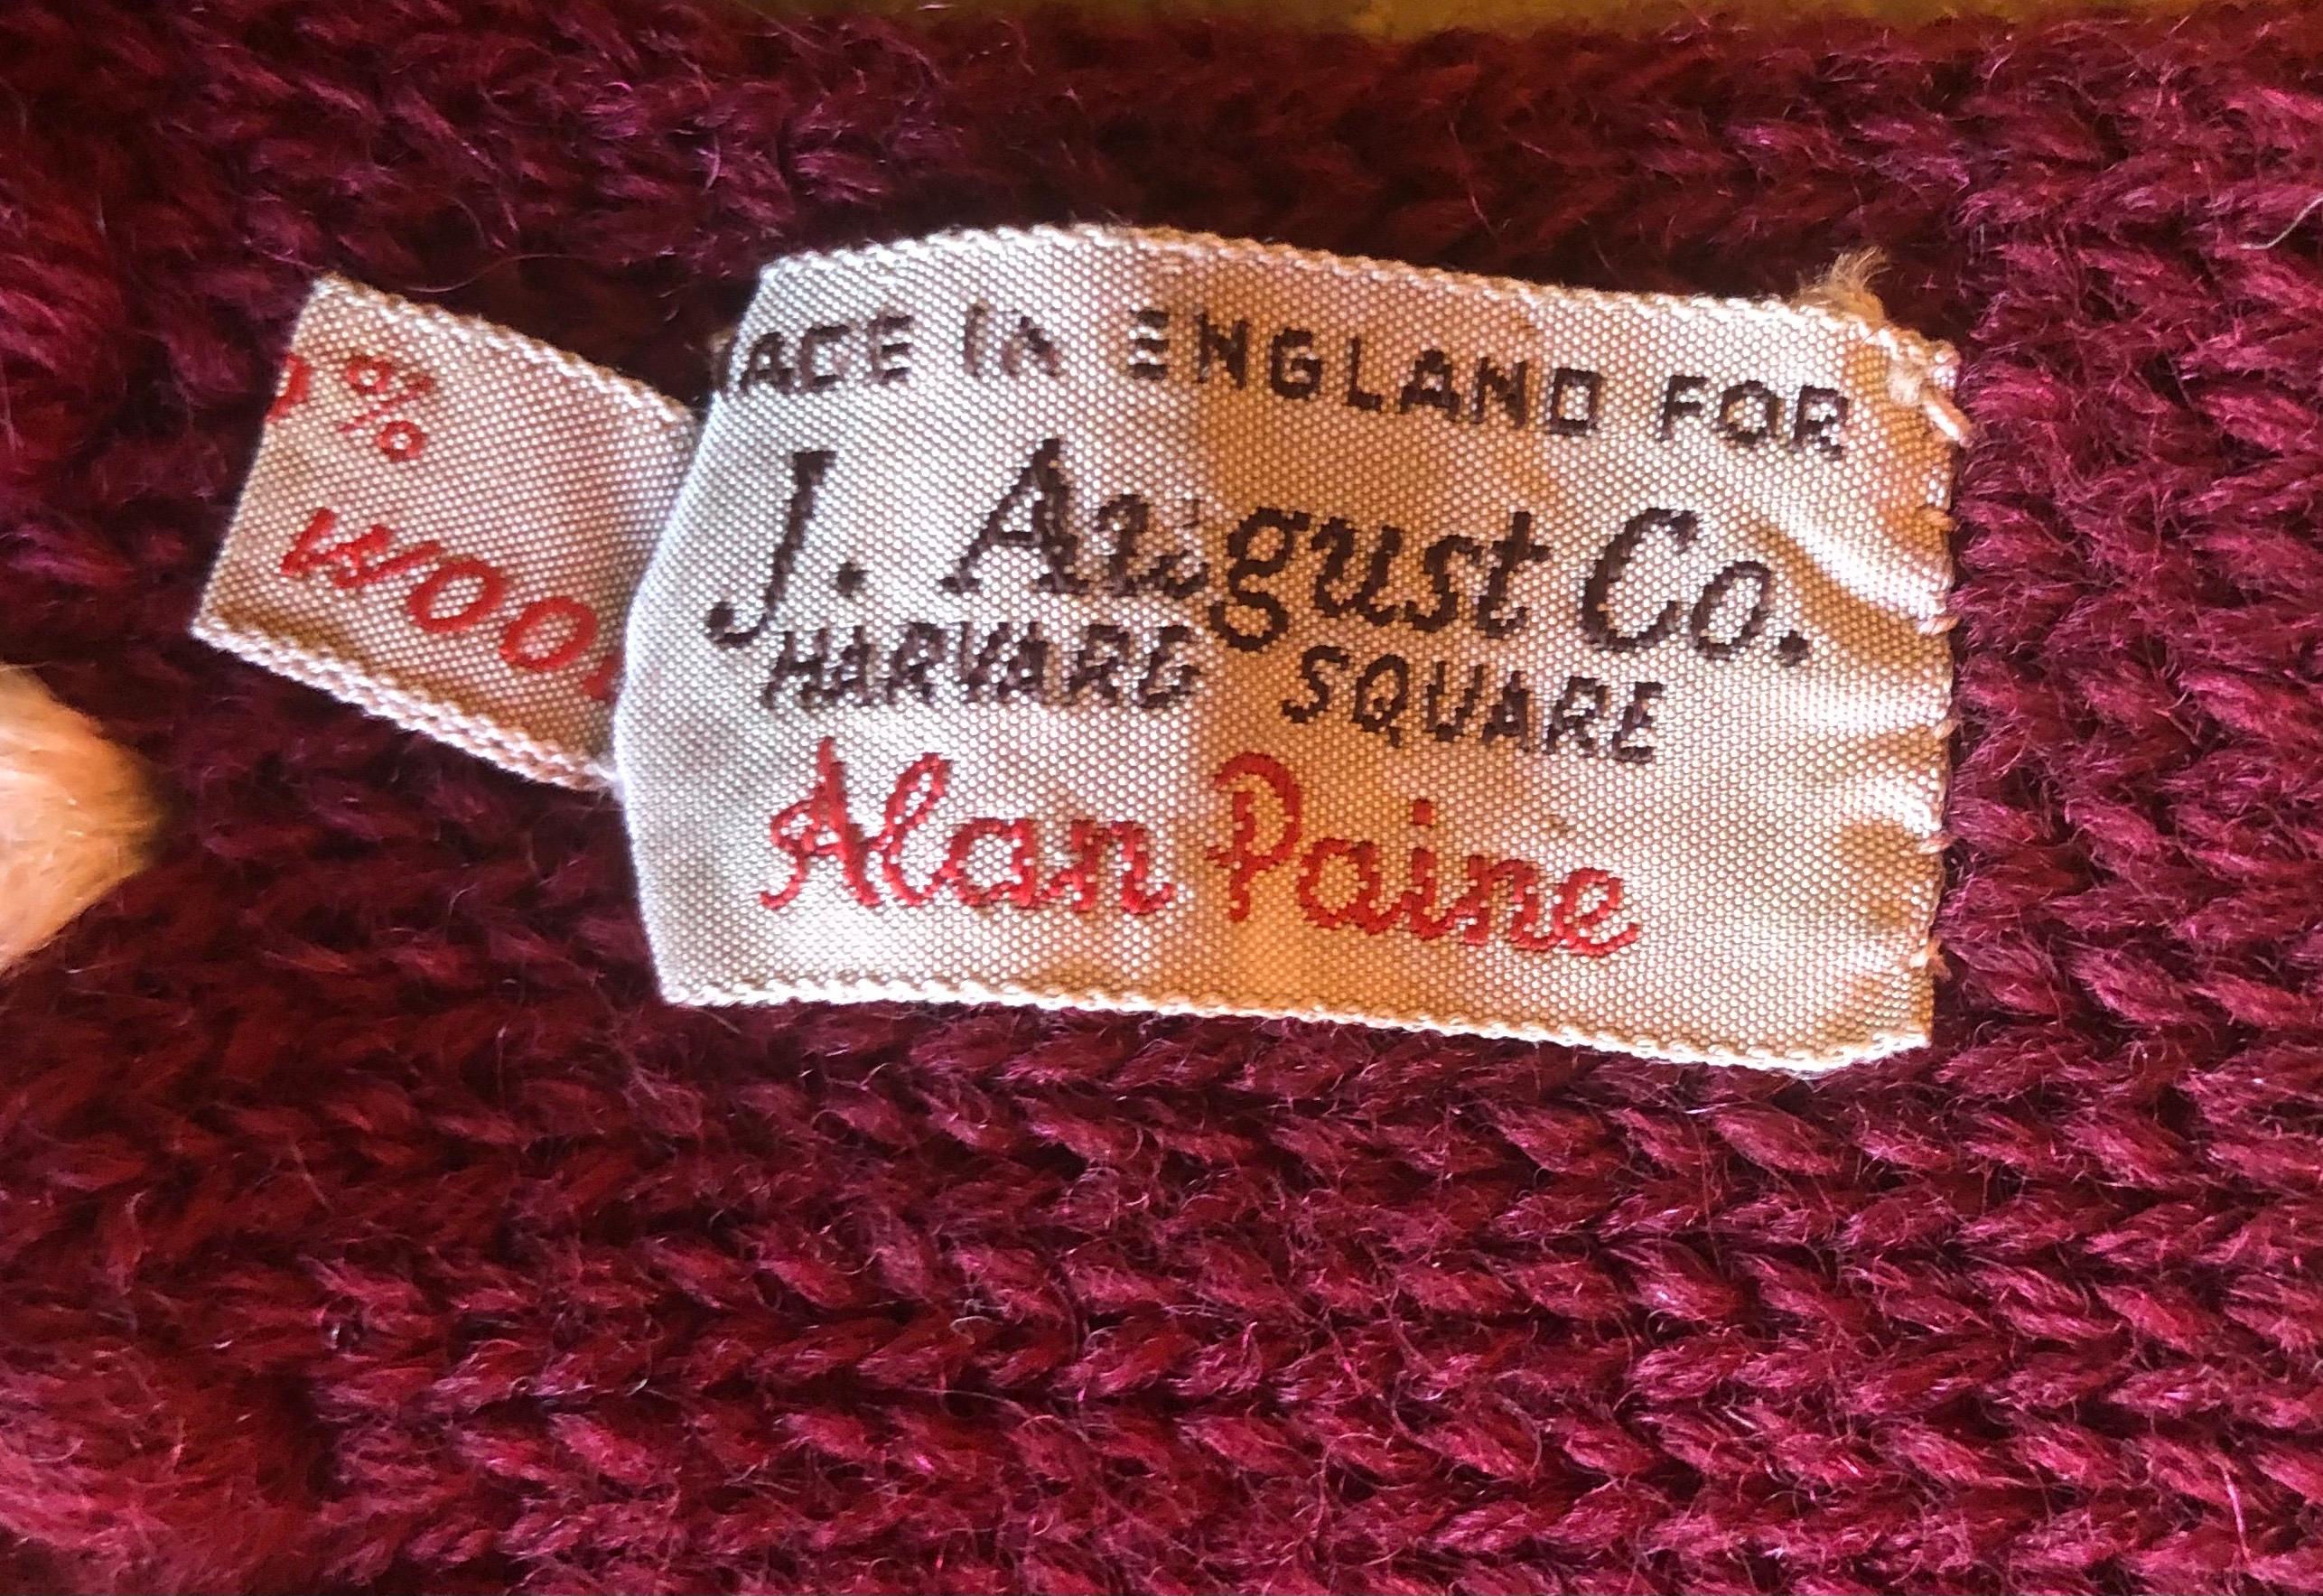 %
WOO
ADE IN ENGLAND FOR
J. August Co.
HARVARD SQUARE
Alan Paine